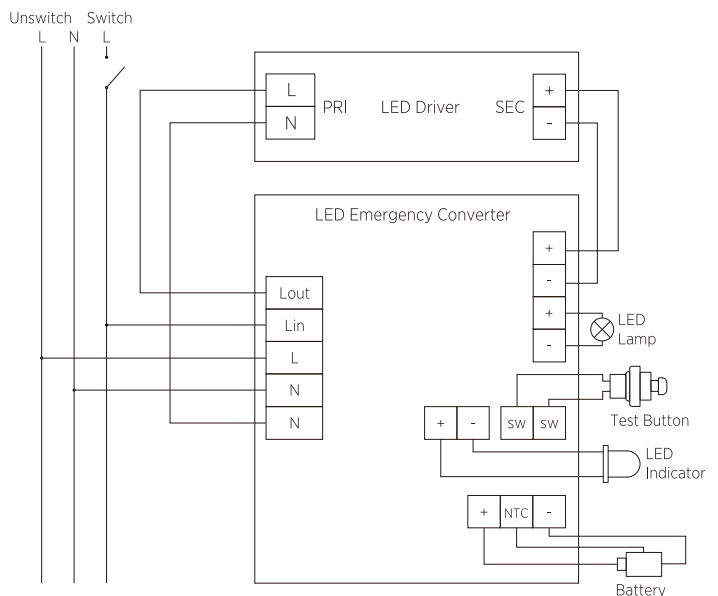 Unswitch Switch
L N L
L
N
PRI LED Driver SEC
+
-
LED Emergency Converter
+
-
+
-
LED
Lamp
Lout
Lin
L
N
N
+ - SW SW
Test Button
LED
Indicator
+ NTC -
Battery